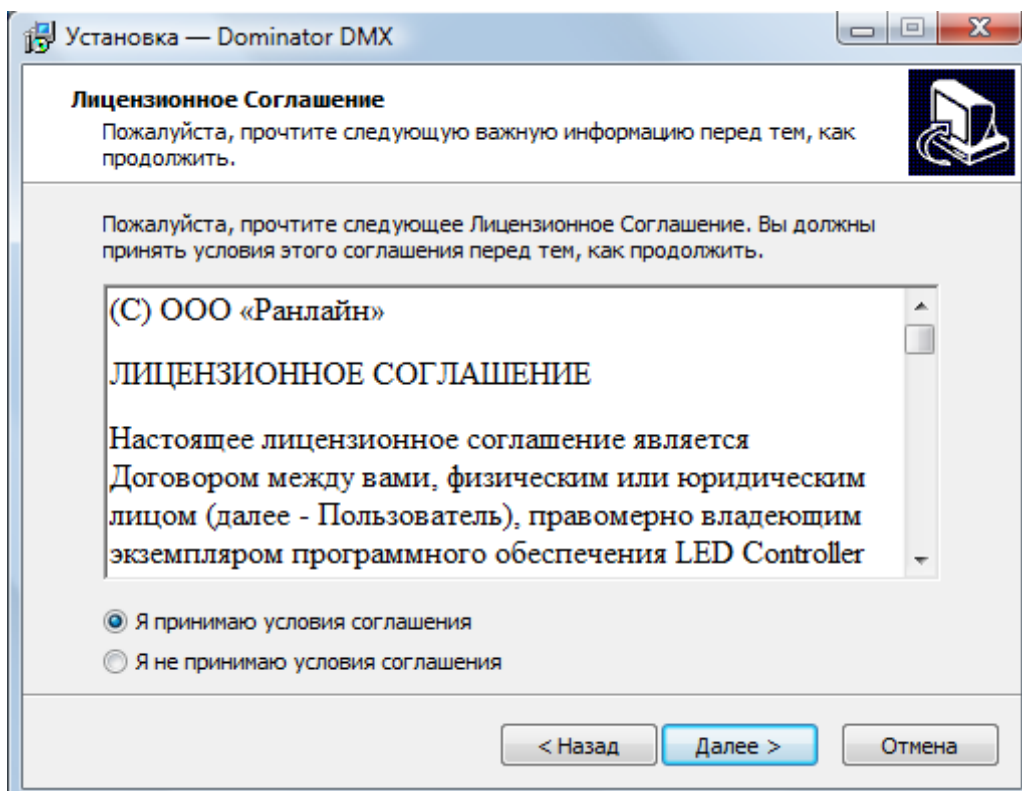 Установка — Dominator DMX
Лицензионное Соглашение
Пожалуйста, прочтите следующую важную информацию перед тем, как
продолжить.
Пожалуйста, прочтите следующее Лицензионное Соглашение. Вы должны
принять условия этого соглашения перед тем, как продолжить.
(С) ООО «Ранлайн»
ЛИЦЕНЗИОННОЕ СОГЛАШЕНИЕ
Настоящее лицензионное соглашение является
Договором между вами, физическим или юридическим
лицом (далее - Пользователь), правомерно владеющим
экземпляром программного обеспечения LED Controller
Я принимаю условия соглашения
Я не принимаю условия соглашения
< Назад
Далее >
Отмена